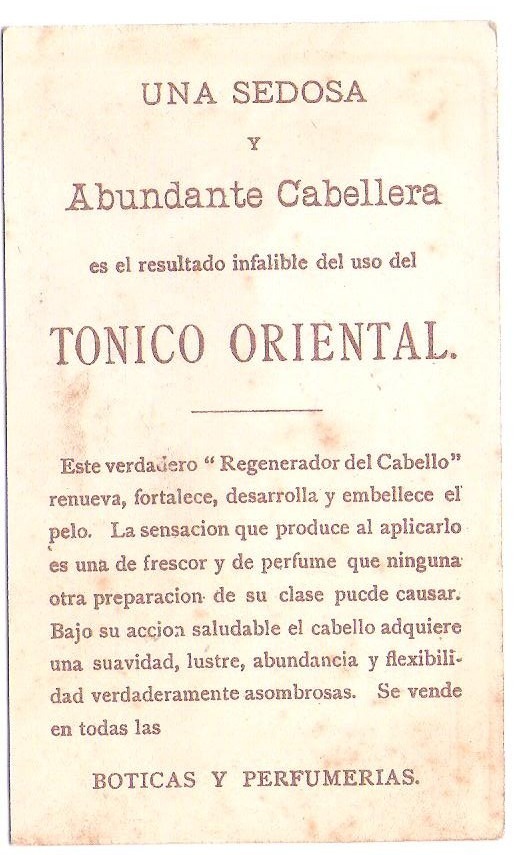 UNA SEDOSA
Y
Abundante Cabellera
es el resultado infalible del uso del
TONICO ORIENTAL.
Este verdadero “Regenerador del Cabello”
renueva, fortalece, desarrolla y embellece el
pelo. La sensacion que produce al aplicarlo
es una de frescor y de perfume que ninguna
otra preparacion de su clase puede causar.
Bajo su accion saludable el cabello adquiere
una suavidad, lustre, abundancia y flexibili-
dad verdaderamente asombrosas. Se vende
en todas las
BOTICAS Y PERFUMERIAS.